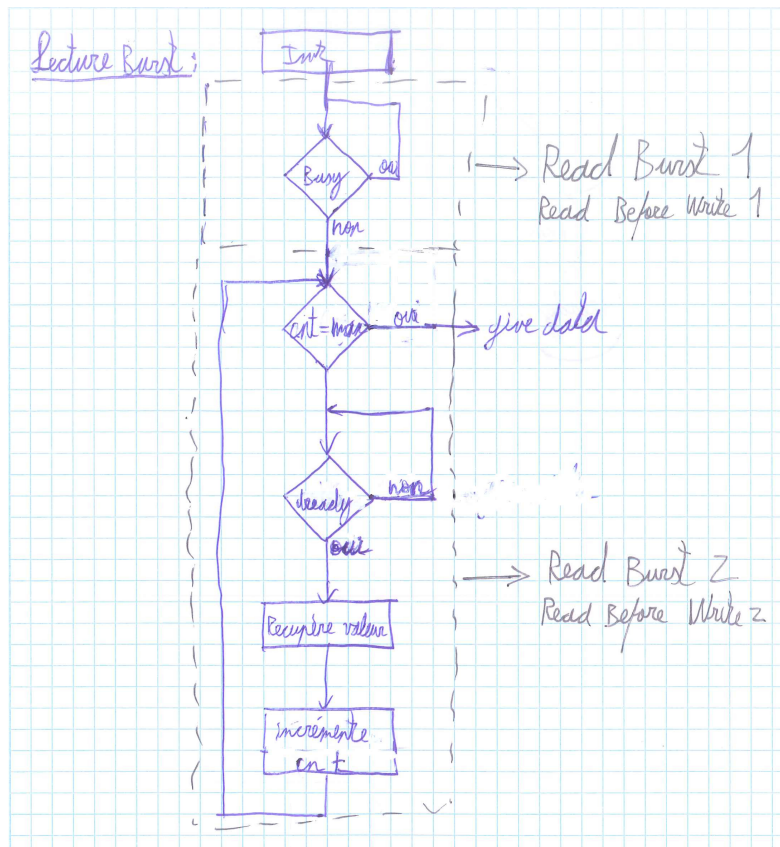 Lecture Burst :
Init
Busy
oui
non
Read Burst 1
Read Before Write 1
cnt = max
oui
give data
dready
non
oui
Read Burst 2
Read Before Write 2
Recupère valeur
incrémente
cnt